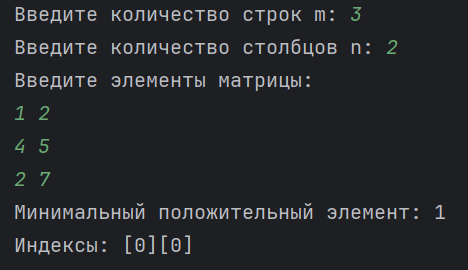 Введите количество строк m: 3
Введите количество столбцов n: 2
Введите элементы матрицы:
1 2
4 5
2 7
Минимальный положительный элемент: 1
Индексы: [0][0]